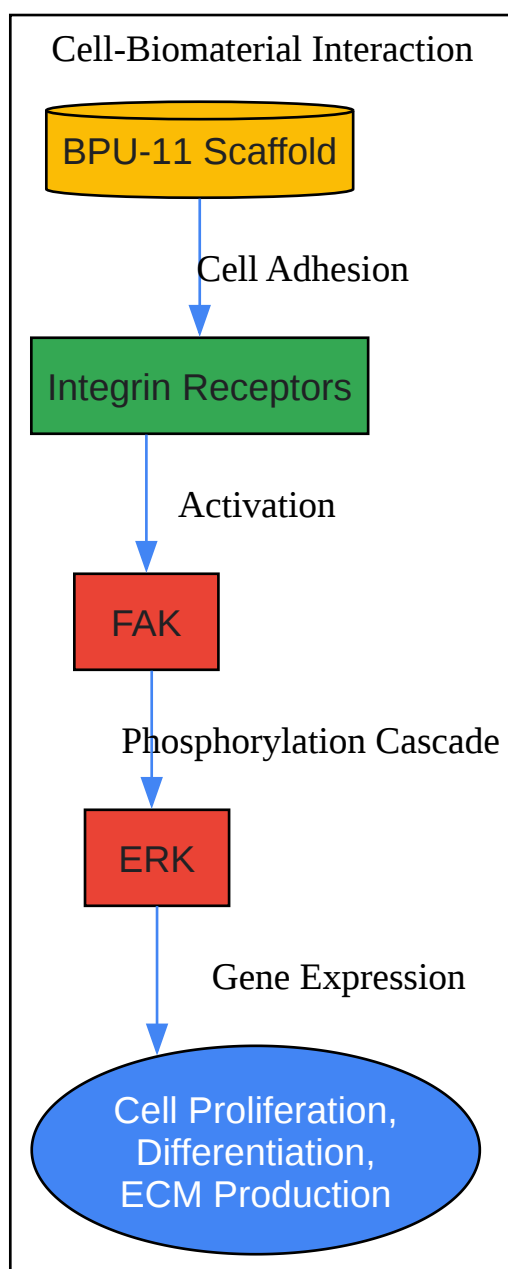 Cell-Biomaterial Interaction
BPU-11 Scaffold
Cell Adhesion
Integrin Receptors
Activation
FAK
Phosphorylation Cascade
ERK
Gene Expression
Cell Proliferation,
Differentiation,
ECM Production